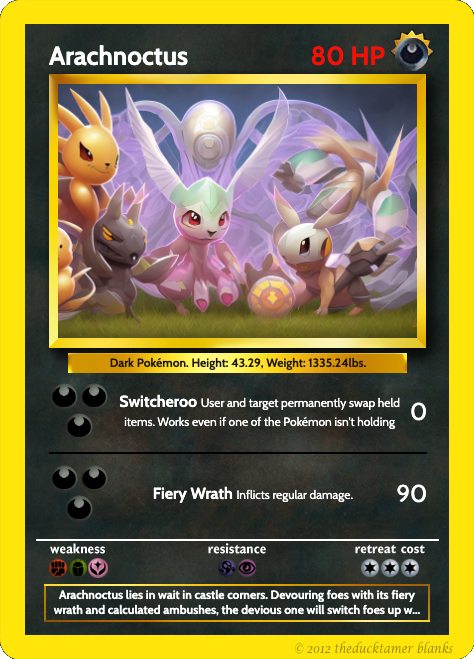 Arachnoctus 80 HP
Dark Pokémon. Height: 43.29, Weight: 1335.24lbs.
Switcheroo User and target permanently swap held 0
items. Works even if one of the Pokémon isn't holding
Fiery Wrath Inflicts regular damage. 90
weakness resistance retreat cost
Arachnoctus lies in wait in castle corners. Devouring foes with its fiery
wrath and calculated ambushes, the devious one will switch foes up w...
© 2012 theducktamer blanks